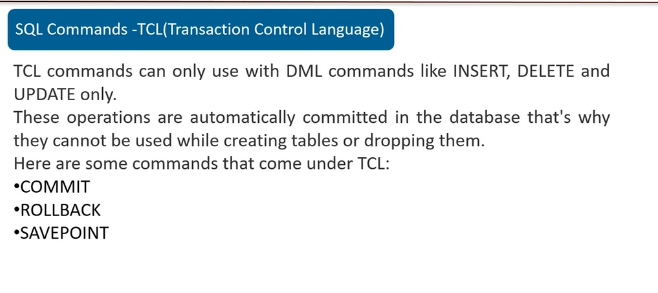 SQL Commands -TCL(Transaction Control Language)
TCL commands can only use with DML commands like INSERT, DELETE and
UPDATE only.
These operations are automatically committed in the database that's why
they cannot be used while creating tables or dropping them.
Here are some commands that come under TCL:
•COMMIT
•ROLLBACK
•SAVEPOINT